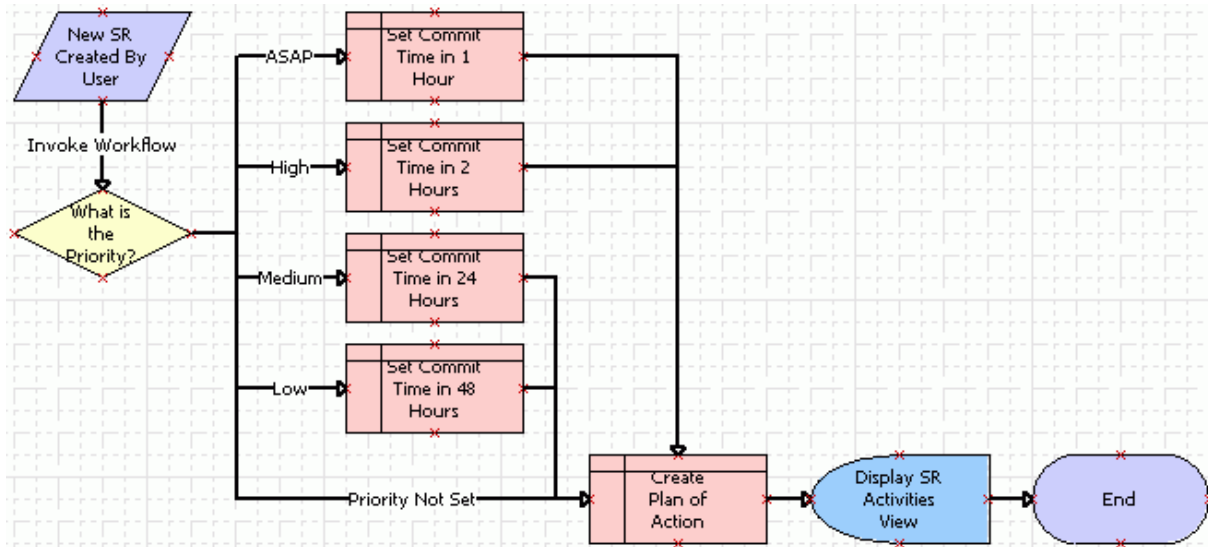 New SR
Created By
User
Invoke Workflow
What is
the
Priority?
ASAP
Set Commit
Time in 1
Hour
High
Set Commit
Time in 2
Hours
Medium
Set Commit
Time in 24
Hours
Low
Set Commit
Time in 48
Hours
Priority Not Set
Create
Plan of
Action
Display SR
Activities
View
End